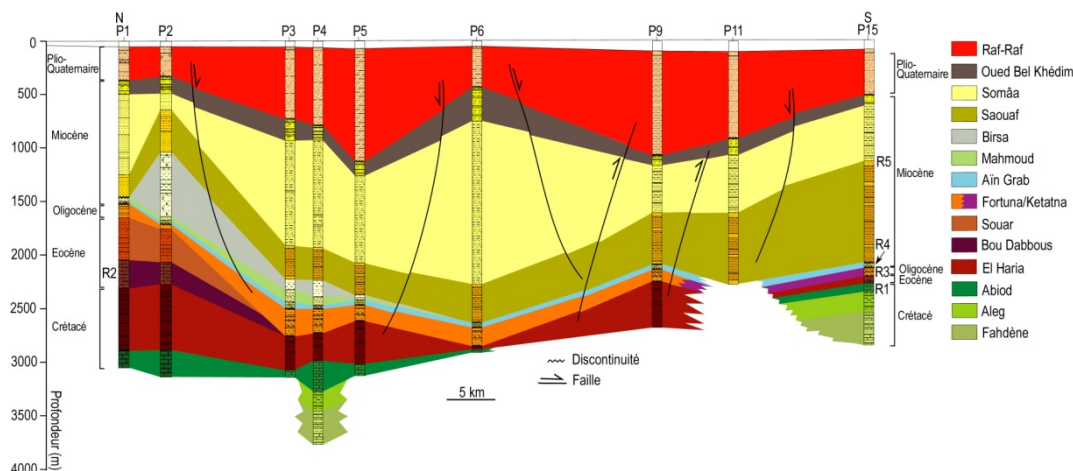 N S
P1 P2 P3 P4 P5 P6 P9 P11 P15
0
500
1000
1500
2000
2500
3000
3500
4000
Profondeur (m)
Plio-
Quaternaire
Miocène
Oligocène
Eocène
R2
Crétacé
Plio-
Quaternaire
R5
Miocène
R4
R3
Oligocène
Eocène
R1
Crétacé
Discontinuité
Faille
5 km
Raf-Raf
Oued Bel Khédim
Somâa
Saouaf
Birsa
Mahmoud
Aïn Grab
Fortuna/Ketatna
Souar
Bou Dabbous
El Haria
Abiod
Aleg
Fahdène